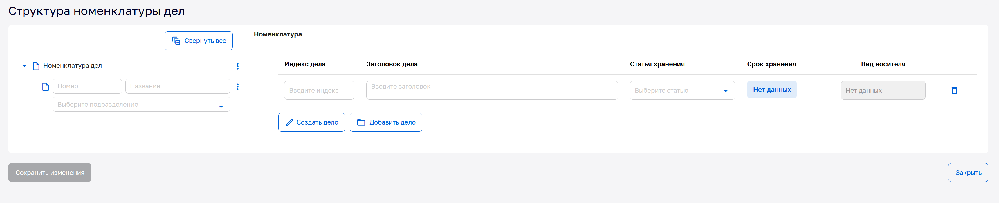 Структура номенклатуры дел
Свернуть все
Номенклатура дел
Номер Название
Выберите подразделение
Номенклатура
Индекс дела Заголовок дела Статья хранения Срок хранения Вид носителя
Введите индекс Введите заголовок Выберите статью Нет данных Нет данных
Создать дело Добавить дело
Сохранить изменения Закрыть